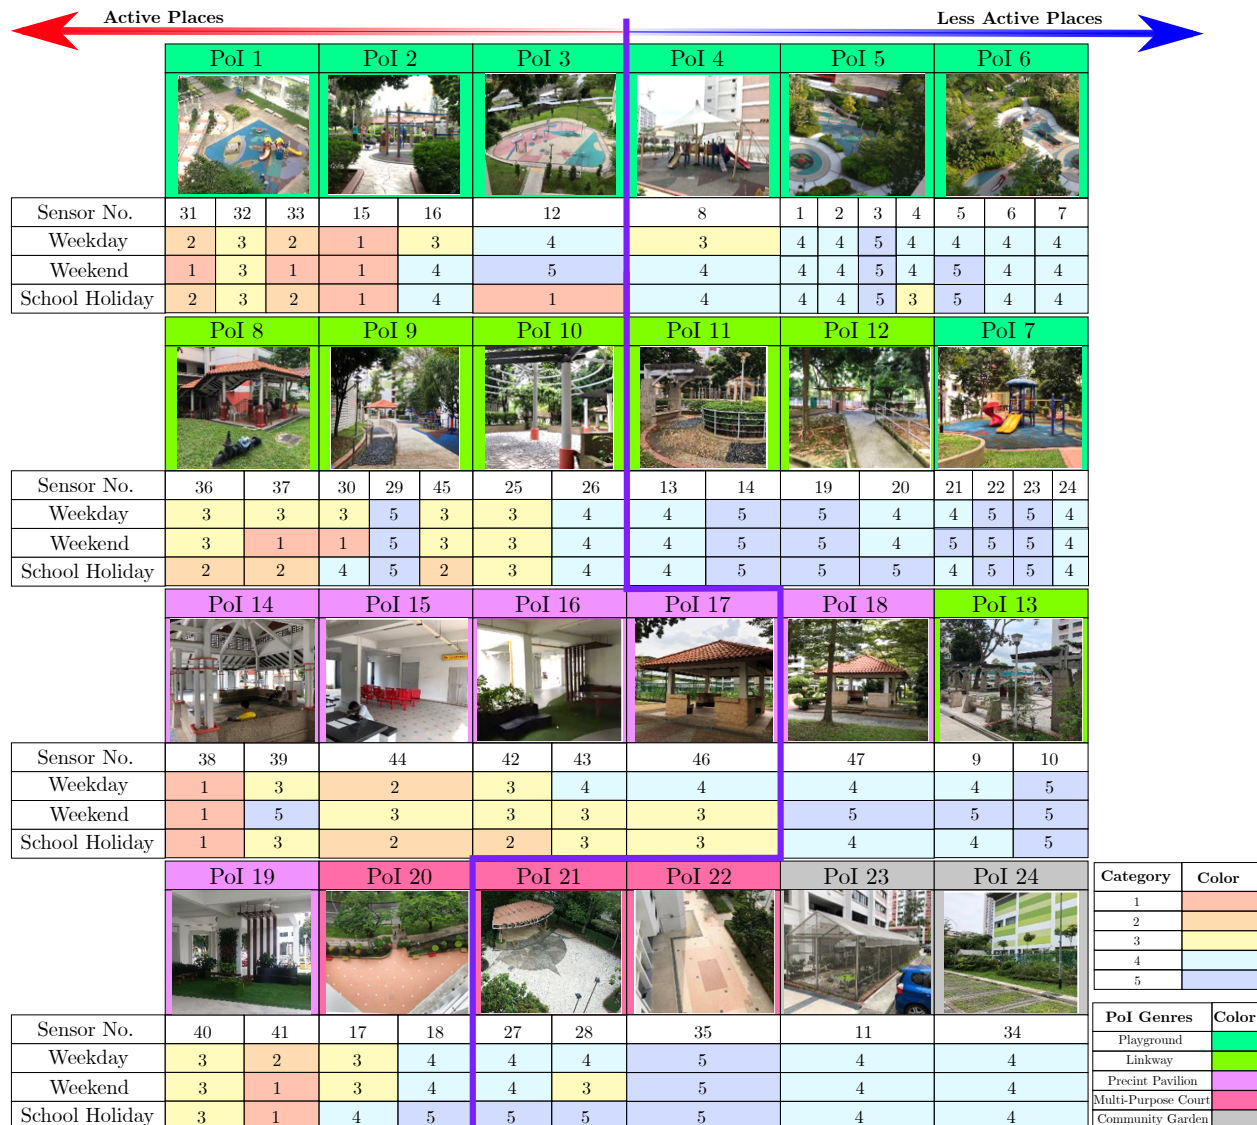 Active Places Less Active Places
PoI 1 PoI 2 PoI 3 PoI 4 PoI 5 PoI 6
Sensor No. 31 32 33 15 16 12 8 1 2 3 4 5 6 7
Weekday 2 3 2 1 3 4 3 4 4 5 4 4 4 4
Weekend 1 3 1 1 4 5 4 4 4 5 4 5 4 4
School Holiday 2 3 2 1 4 1 4 4 4 5 3 5 4 4
PoI 8 PoI 9 PoI 10 PoI 11 PoI 12 PoI 7
Sensor No. 36 37 30 29 45 25 26 13 14 19 20 21 22 23 24
Weekday 3 3 3 5 3 3 4 4 5 5 4 4 5 5 4
Weekend 3 1 1 5 3 3 4 4 5 5 4 5 5 5 4
School Holiday 2 2 4 5 2 3 4 4 5 5 5 4 5 5 4
PoI 14 PoI 15 PoI 16 PoI 17 PoI 18 PoI 13
Sensor No. 38 39 44 42 43 46 47 9 10
Weekday 1 3 2 3 4 4 4 4 5
Weekend 1 5 3 3 3 3 5 5 5
School Holiday 1 3 2 2 3 3 4 4 5
PoI 19 PoI 20 PoI 21 PoI 22 PoI 23 PoI 24
Sensor No. 40 41 17 18 27 28 35 11 34
Weekday 3 2 3 4 4 4 5 4 4
Weekend 3 1 3 4 4 3 5 4 4
School Holiday 3 1 4 5 5 5 5 4 4
Category Color
1
2
3
4
5
PoI Genres Color
Playground
Linkway
Precint Pavilion
Multi-Purpose Court
Community Garden